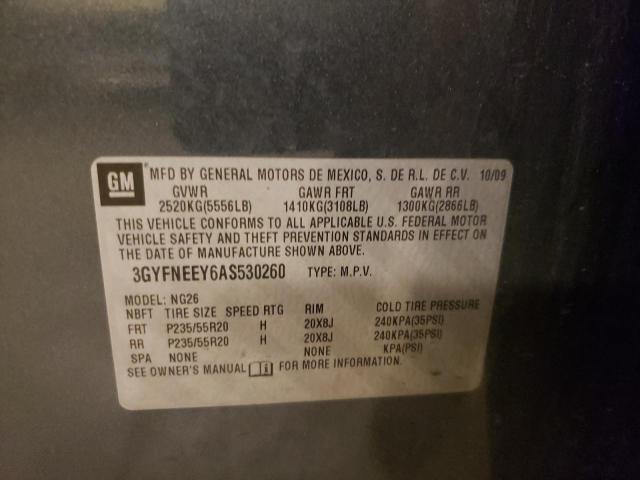 GM MFD BY GENERAL MOTORS DE MEXICO, S. DE R.L. DE C.V. 10/09
GVWR GAWR FRT GAWR RR
2520KG(5556LB) 1410KG(3108LB) 1300KG(2866LB)
THIS VEHICLE CONFORMS TO ALL APPLICABLE U.S. FEDERAL MOTOR
VEHICLE SAFETY AND THEFT PREVENTION STANDARDS IN EFFECT ON
THE DATE OF MANUFACTURE SHOWN ABOVE.
3GYFNEEY6AS530260 TYPE: M.P.V.
MODEL: NG26
NBFT TIRE SIZE SPEED RTG RIM COLD TIRE PRESSURE
FRT P235/55R20 H 20X8J 240KPA(35PSI)
RR P235/55R20 H 20X8J 240KPA(35PSI)
SPA NONE NONE KPA(PSI)
SEE OWNER'S MANUAL FOR MORE INFORMATION.